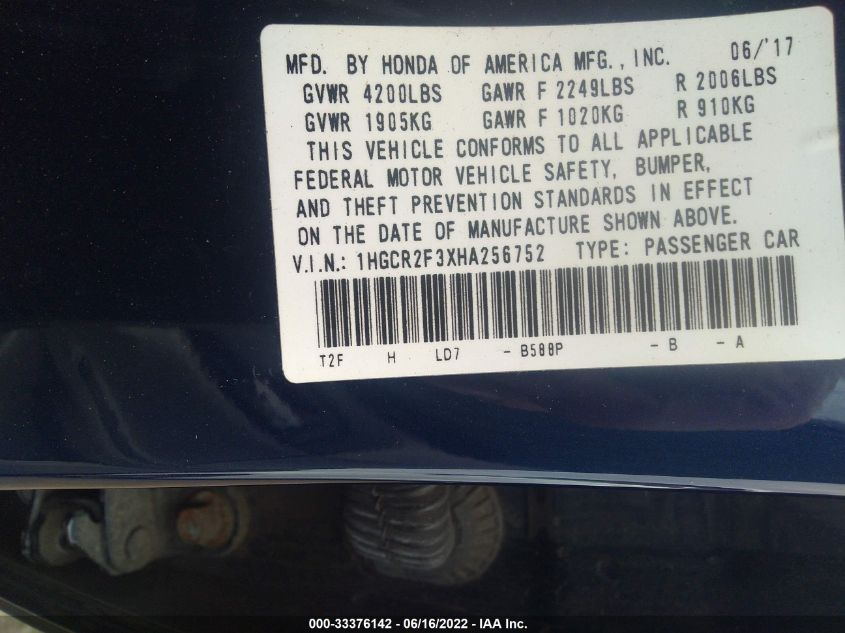 MFD. BY HONDA OF AMERICA MFG., INC. 06/'17
GVWR 4200LBS GAWR F 2249LBS R 2006LBS
GVWR 1905KG GAWR F 1020KG R 910KG
THIS VEHICLE CONFORMS TO ALL APPLICABLE
FEDERAL MOTOR VEHICLE SAFETY, BUMPER,
AND THEFT PREVENTION STANDARDS IN EFFECT
ON THE DATE OF MANUFACTURE SHOWN ABOVE.
V.I.N.: 1HGCR2F3XHA256752 TYPE: PASSENGER CAR
T2F H LD7 - B588P - B - A
000-33376142 - 06/16/2022 - IAA Inc.